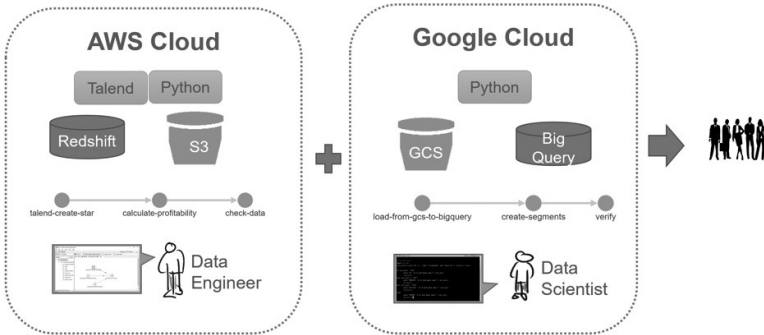 AWS Cloud
Talend
Python
Redshift
S3
talend-create-star
calculate-profitability
check-data
Data
Engineer
Google Cloud
Python
GCS
Big
Query
load-from-gcs-to-bigquery
create-segments
verify
Data
Scientist